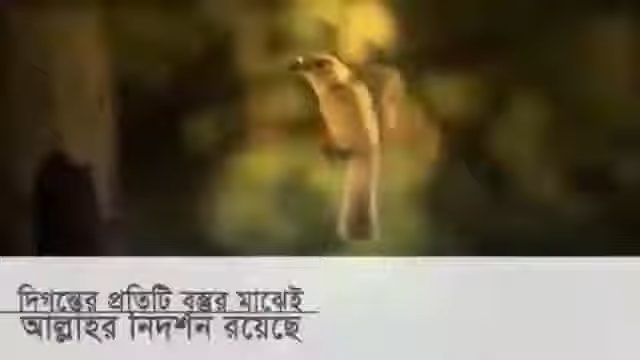 দিগন্তের প্রতিটি বস্তুর মাঝেই
আল্লাহর নিদর্শন রয়েছে